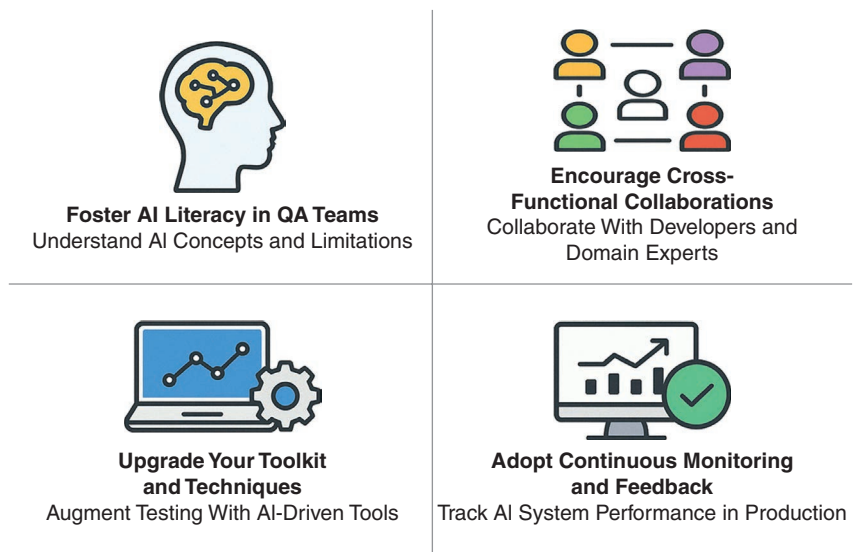 Foster AI Literacy in QA Teams
Understand AI Concepts and Limitations
Encourage Cross-
Functional Collaborations
Collaborate With Developers and
Domain Experts
Upgrade Your Toolkit
and Techniques
Augment Testing With AI-Driven Tools
Adopt Continuous Monitoring
and Feedback
Track AI System Performance in Production